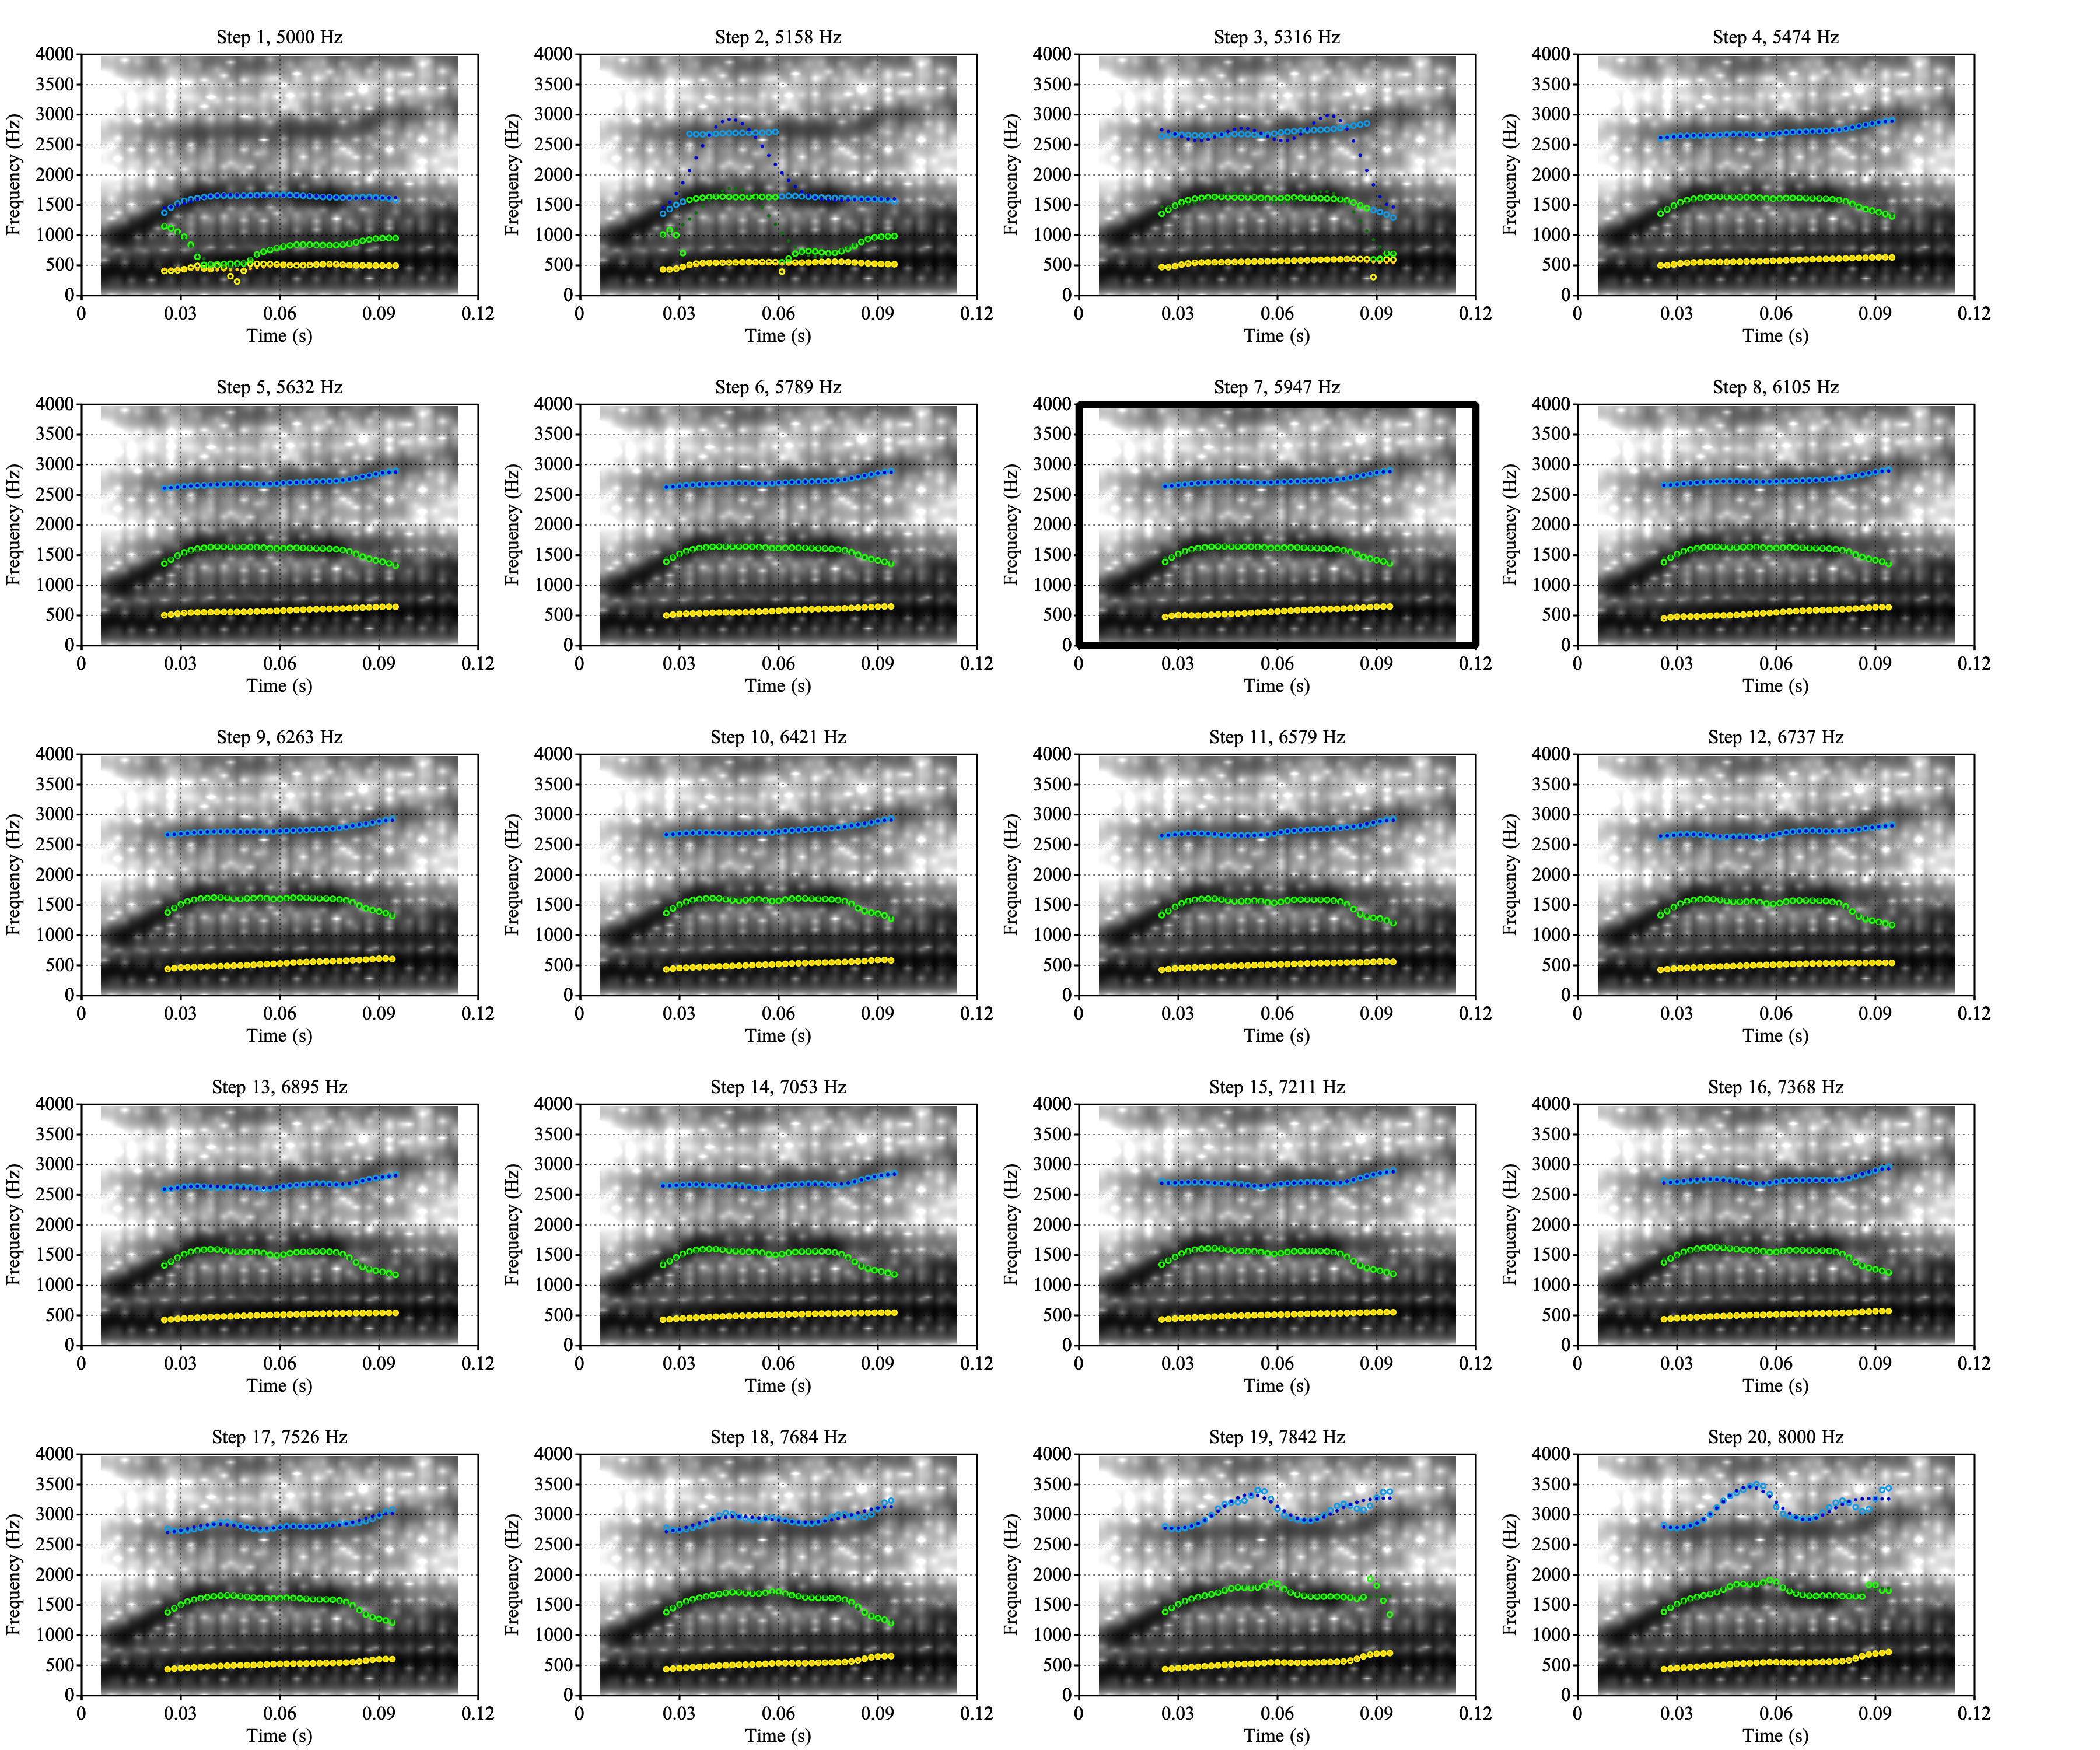 Step 1, 5000 Hz
Step 2, 5158 Hz
Step 3, 5316 Hz
Step 4, 5474 Hz
4000 3500 3000 2500 2000 1500 1000 500 0
Frequency (Hz)
0 0.03 0.06 0.09 0.12
Time (s)
4000 3500 3000 2500 2000 1500 1000 500 0
Frequency (Hz)
0 0.03 0.06 0.09 0.12
Time (s)
4000 3500 3000 2500 2000 1500 1000 500 0
Frequency (Hz)
0 0.03 0.06 0.09 0.12
Time (s)
4000 3500 3000 2500 2000 1500 1000 500 0
Frequency (Hz)
0 0.03 0.06 0.09 0.12
Time (s)
Step 5, 5632 Hz
Step 6, 5789 Hz
Step 7, 5947 Hz
Step 8, 6105 Hz
4000 3500 3000 2500 2000 1500 1000 500 0
Frequency (Hz)
0 0.03 0.06 0.09 0.12
Time (s)
4000 3500 3000 2500 2000 1500 1000 500 0
Frequency (Hz)
0 0.03 0.06 0.09 0.12
Time (s)
4000 3500 3000 2500 2000 1500 1000 500 0
Frequency (Hz)
0 0.03 0.06 0.09 0.12
Time (s)
4000 3500 3000 2500 2000 1500 1000 500 0
Frequency (Hz)
0 0.03 0.06 0.09 0.12
Time (s)
Step 9, 6263 Hz
Step 10, 6421 Hz
Step 11, 6579 Hz
Step 12, 6737 Hz
4000 3500 3000 2500 2000 1500 1000 500 0
Frequency (Hz)
0 0.03 0.06 0.09 0.12
Time (s)
4000 3500 3000 2500 2000 1500 1000 500 0
Frequency (Hz)
0 0.03 0.06 0.09 0.12
Time (s)
4000 3500 3000 2500 2000 1500 1000 500 0
Frequency (Hz)
0 0.03 0.06 0.09 0.12
Time (s)
4000 3500 3000 2500 2000 1500 1000 500 0
Frequency (Hz)
0 0.03 0.06 0.09 0.12
Time (s)
Step 13, 6895 Hz
Step 14, 7053 Hz
Step 15, 7211 Hz
Step 16, 7368 Hz
4000 3500 3000 2500 2000 1500 1000 500 0
Frequency (Hz)
0 0.03 0.06 0.09 0.12
Time (s)
4000 3500 3000 2500 2000 1500 1000 500 0
Frequency (Hz)
0 0.03 0.06 0.09 0.12
Time (s)
4000 3500 3000 2500 2000 1500 1000 500 0
Frequency (Hz)
0 0.03 0.06 0.09 0.12
Time (s)
4000 3500 3000 2500 2000 1500 1000 500 0
Frequency (Hz)
0 0.03 0.06 0.09 0.12
Time (s)
Step 17, 7526 Hz
Step 18, 7684 Hz
Step 19, 7842 Hz
Step 20, 8000 Hz
4000 3500 3000 2500 2000 1500 1000 500 0
Frequency (Hz)
0 0.03 0.06 0.09 0.12
Time (s)
4000 3500 3000 2500 2000 1500 1000 500 0
Frequency (Hz)
0 0.03 0.06 0.09 0.12
Time (s)
4000 3500 3000 2500 2000 1500 1000 500 0
Frequency (Hz)
0 0.03 0.06 0.09 0.12
Time (s)
4000 3500 3000 2500 2000 1500 1000 500 0
Frequency (Hz)
0 0.03 0.06 0.09 0.12
Time (s)